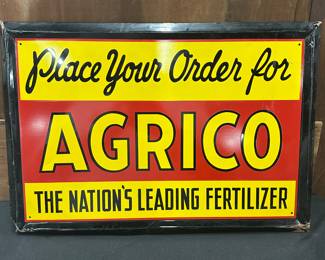 Place Your Order for
AGRICO
THE NATION'S LEADING FERTILIZER